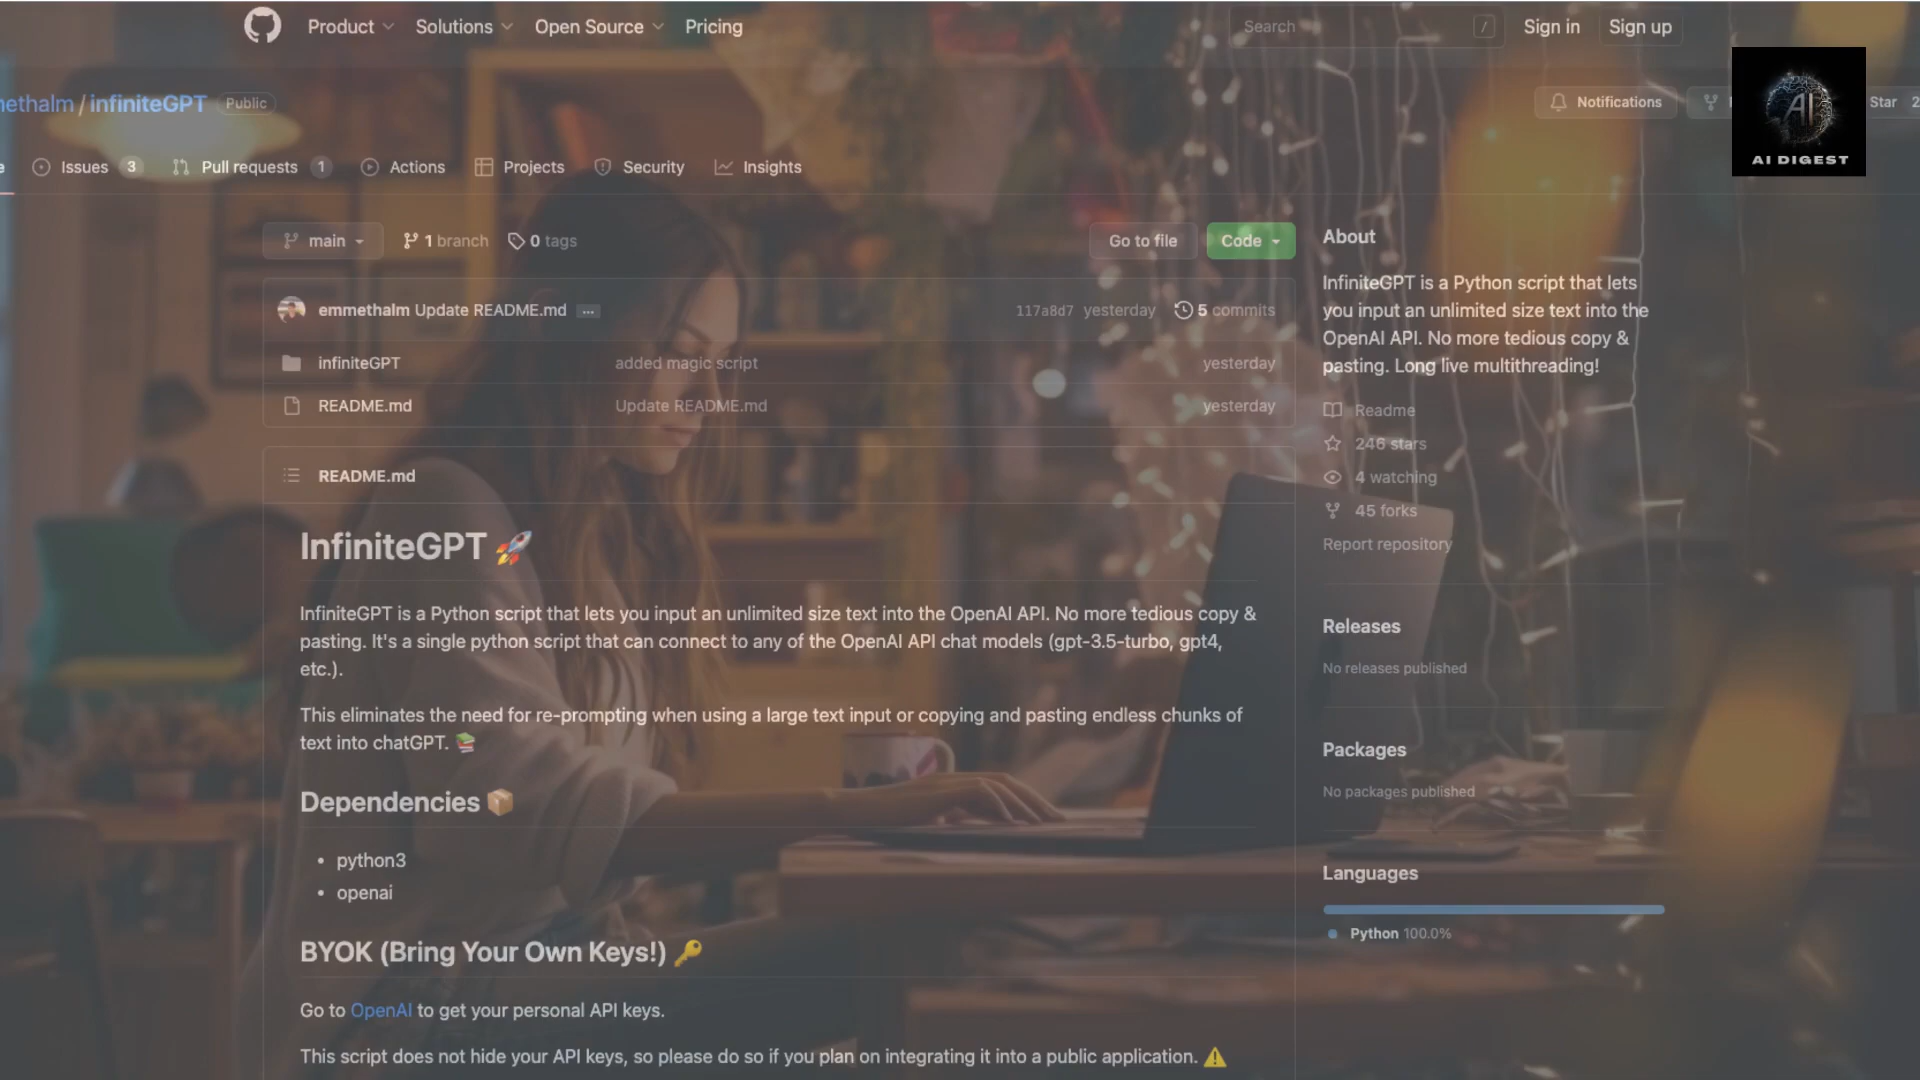 Product Solutions Open Source Pricing Search / Sign in Sign up
methalm / infiniteGPT Public Notifications Star
AI
AI DIGEST
Issues 3 Pull requests 1 Actions Projects Security Insights
main 1 branch 0 tags Go to file Code
emmethalm Update README.md ... 117a8d7 yesterday 5 commits
infiniteGPT added magic script yesterday
README.md Update README.md yesterday
README.md
InfiniteGPT 🚀
InfiniteGPT is a Python script that lets you input an unlimited size text into the OpenAI API. No more tedious copy &
pasting. It's a single python script that can connect to any of the OpenAI API chat models (gpt-3.5-turbo, gpt4,
etc.).
This eliminates the need for re-prompting when using a large text input or copying and pasting endless chunks of
text into chatGPT. 📚
Dependencies 📦
• python3
• openai
BYOK (Bring Your Own Keys!) 🔑
Go to OpenAI to get your personal API keys.
This script does not hide your API keys, so please do so if you plan on integrating it into a public application. ⚠️
About
InfiniteGPT is a Python script that lets
you input an unlimited size text into the
OpenAI API. No more tedious copy &
pasting. Long live multithreading!
Readme
246 stars
4 watching
45 forks
Report repository
Releases
No releases published
Packages
No packages published
Languages
Python 100.0%